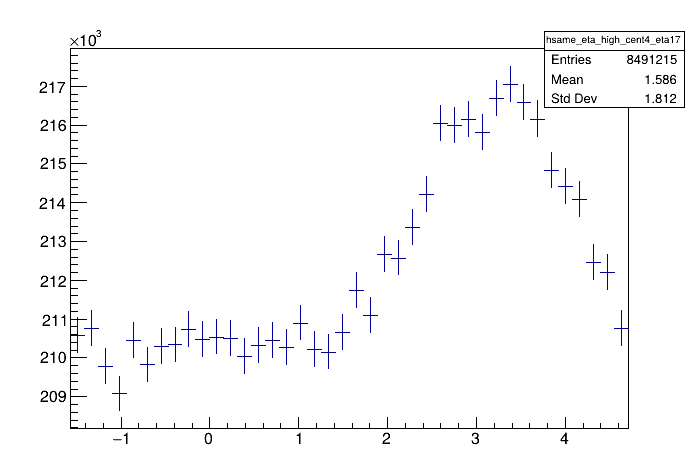 ×10³
hsame_eta_high_cent4_eta17
Entries 8491215
Mean 1.586
Std Dev 1.812
217
216
215
214
213
212
211
210
209
−1 0 1 2 3 4